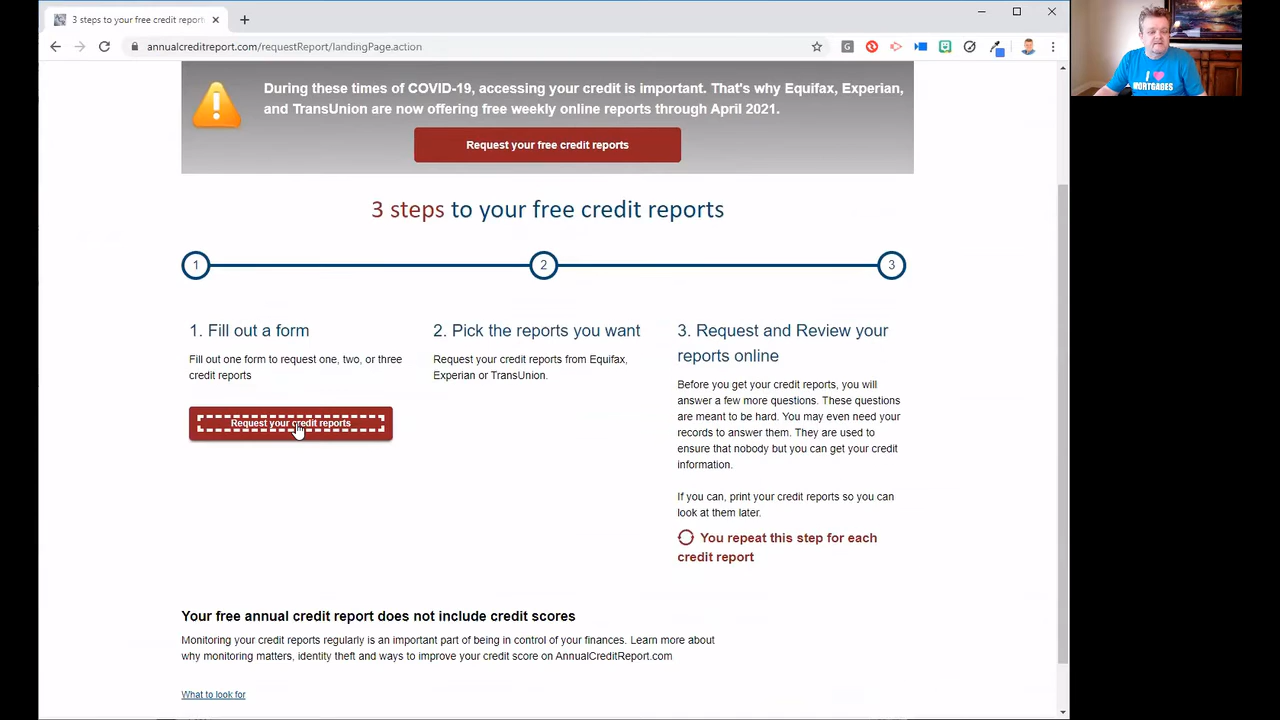 3 steps to your free credit report
annualcreditreport.com/requestReport/landingPage.action
During these times of COVID-19, accessing your credit is important. That's why Equifax, Experian,
and TransUnion are now offering free weekly online reports through April 2021.
Request your free credit reports
3 steps to your free credit reports
1
2
3
1. Fill out a form
Fill out one form to request one, two, or three
credit reports
Request your credit reports
2. Pick the reports you want
Request your credit reports from Equifax,
Experian or TransUnion.
3. Request and Review your
reports online
Before you get your credit reports, you will
answer a few more questions. These questions
are meant to be hard. You may even need your
records to answer them. They are used to
ensure that nobody but you can get your credit
information.
If you can, print your credit reports so you can
look at them later.
You repeat this step for each
credit report
Your free annual credit report does not include credit scores
Monitoring your credit reports regularly is an important part of being in control of your finances. Learn more about
why monitoring matters, identity theft and ways to improve your credit score on AnnualCreditReport.com
What to look for
I
MORTGAGES